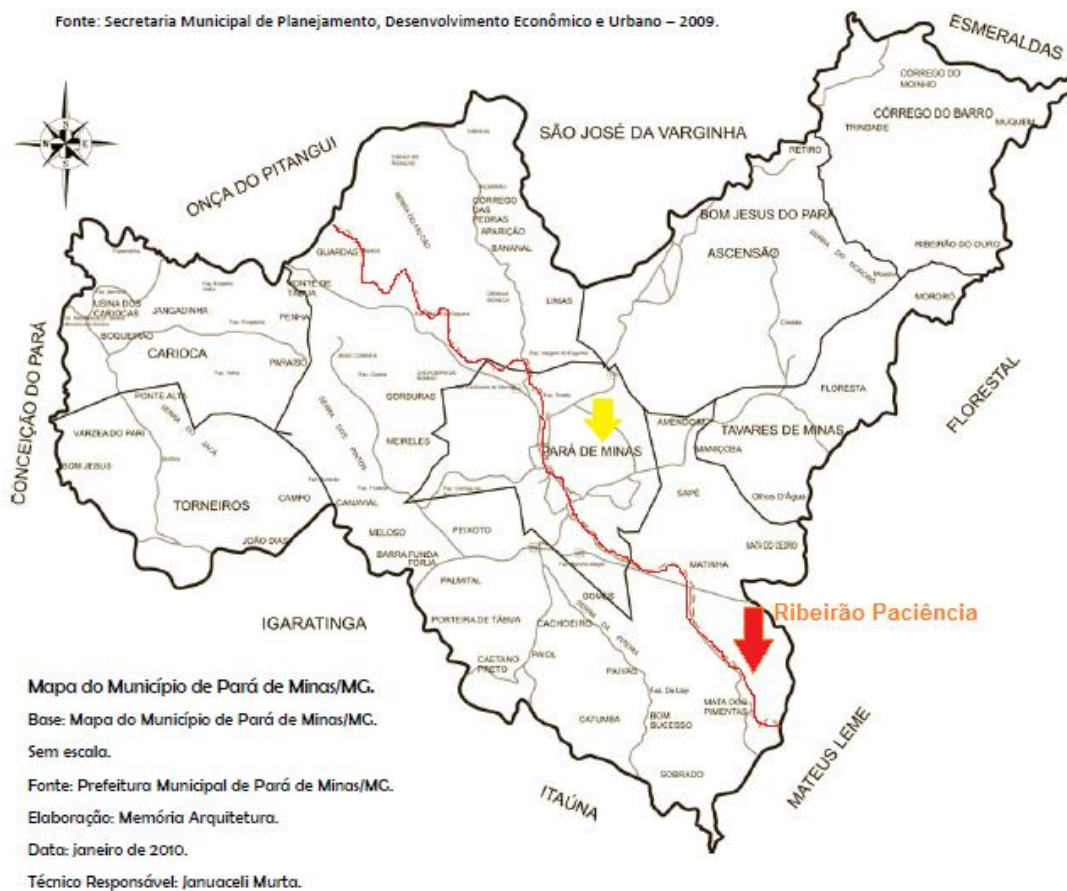 Fonte: Secretaria Municipal de Planejamento, Desenvolvimento Econômico e Urbano – 2009.
ESMERALDAS
CÓRREGO DO
MOINHO
CÓRREGO DO BARRO
TRINDADE
MUQUEM
SÃO JOSÉ DA VARGINHA
RETIRO
ONÇA DO PITANGUI
N
S
CÓRREGO
DAS
PEDRAS
APARIÇÃO
BANANAL
BOM JESUS DO PARÁ
ASCENSÃO
RIBEIRÃO DO OURO
MORORÓ
GUARDAS
PONTE DE
TÁBUA
LIMAS
USINA DOS
CARIOCAS
JANGADINHA
PENHA
BOQUEIRÃO
CARIOCA
PARAISO
CONCEIÇÃO DO PARÁ
PONTE ALTA
GORDURAS
FLORESTA
FLORESTAL
AMENDOIM
TAVARES DE MINAS
VARZEA DO PARÁ
MEIRELES
PARÁ DE MINAS
MANIÇOBA
BOM JESUS
SERRA DOS PINTOS
SAPÉ
Olhos D'Água
TORNEIROS
CAMPO
CANAVIAL
JOÃO DIAS
MELOSO
PEIXOTO
MATA DO CEDRO
BARRA FUNDA
FORJA
MATINHA
PALMITAL
GOMES
Ribeirão Paciência
IGARATINGA
PORTEIRA DE TÁBUA
CACHOEIRO
CAETANO
PRETO
PAIOL
PAIVAS
MATA DOS
PIMENTAS
CATUMBA
BOM
SUCESSO
SOBRADO
MATEUS LEME
ITAÚNA
Mapa do Município de Pará de Minas/MG.
Base: Mapa do Município de Pará de Minas/MG.
Sem escala.
Fonte: Prefeitura Municipal de Pará de Minas/MG.
Elaboração: Memória Arquitetura.
Data: janeiro de 2010.
Técnico Responsável: Januaceli Murta.